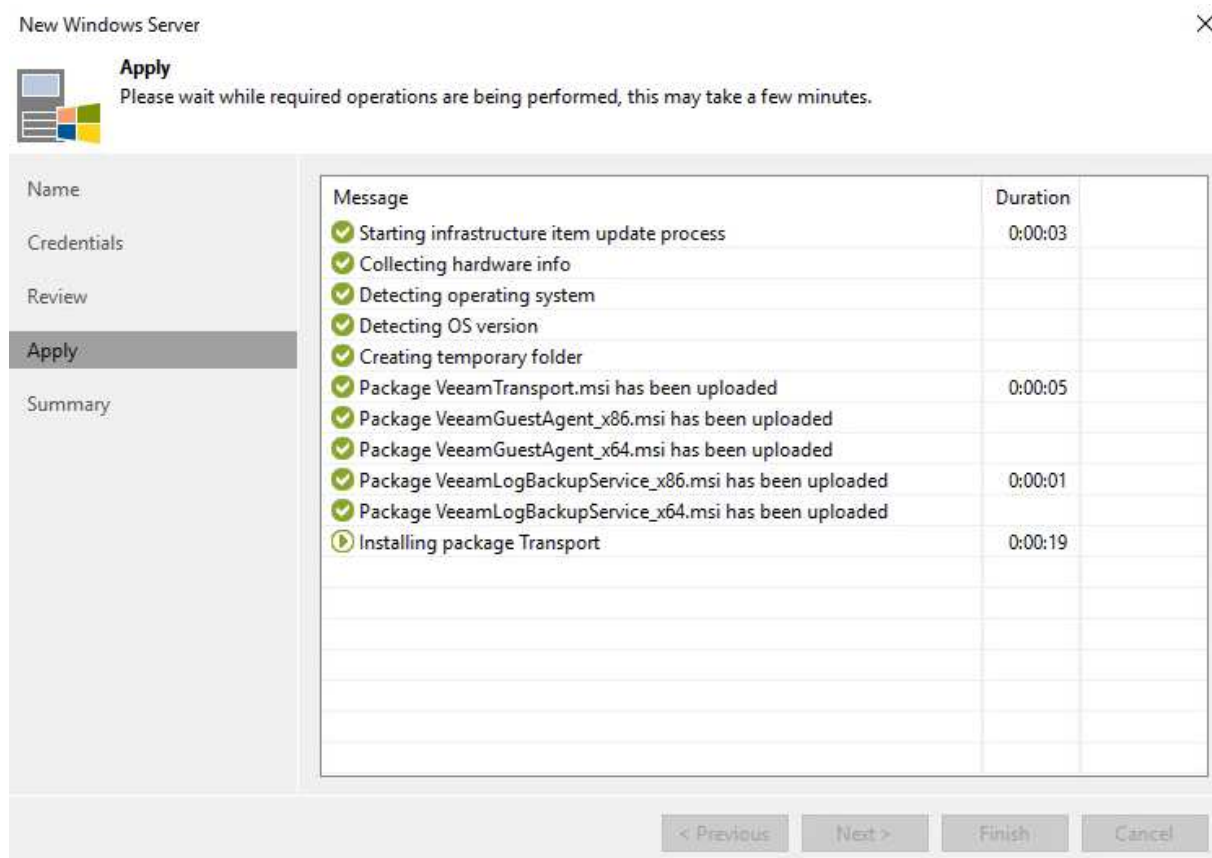 New Windows Server
Apply
Please wait while required operations are being performed, this may take a few minutes.
Name
Credentials
Review
Apply
Summary
Message Duration
Starting infrastructure item update process 0:00:03
Collecting hardware info
Detecting operating system
Detecting OS version
Creating temporary folder
Package VeeamTransport.msi has been uploaded 0:00:05
Package VeeamGuestAgent_x86.msi has been uploaded
Package VeeamGuestAgent_x64.msi has been uploaded
Package VeeamLogBackupService_x86.msi has been uploaded 0:00:01
Package VeeamLogBackupService_x64.msi has been uploaded
Installing package Transport 0:00:19
< Previous Next > Finish Cancel